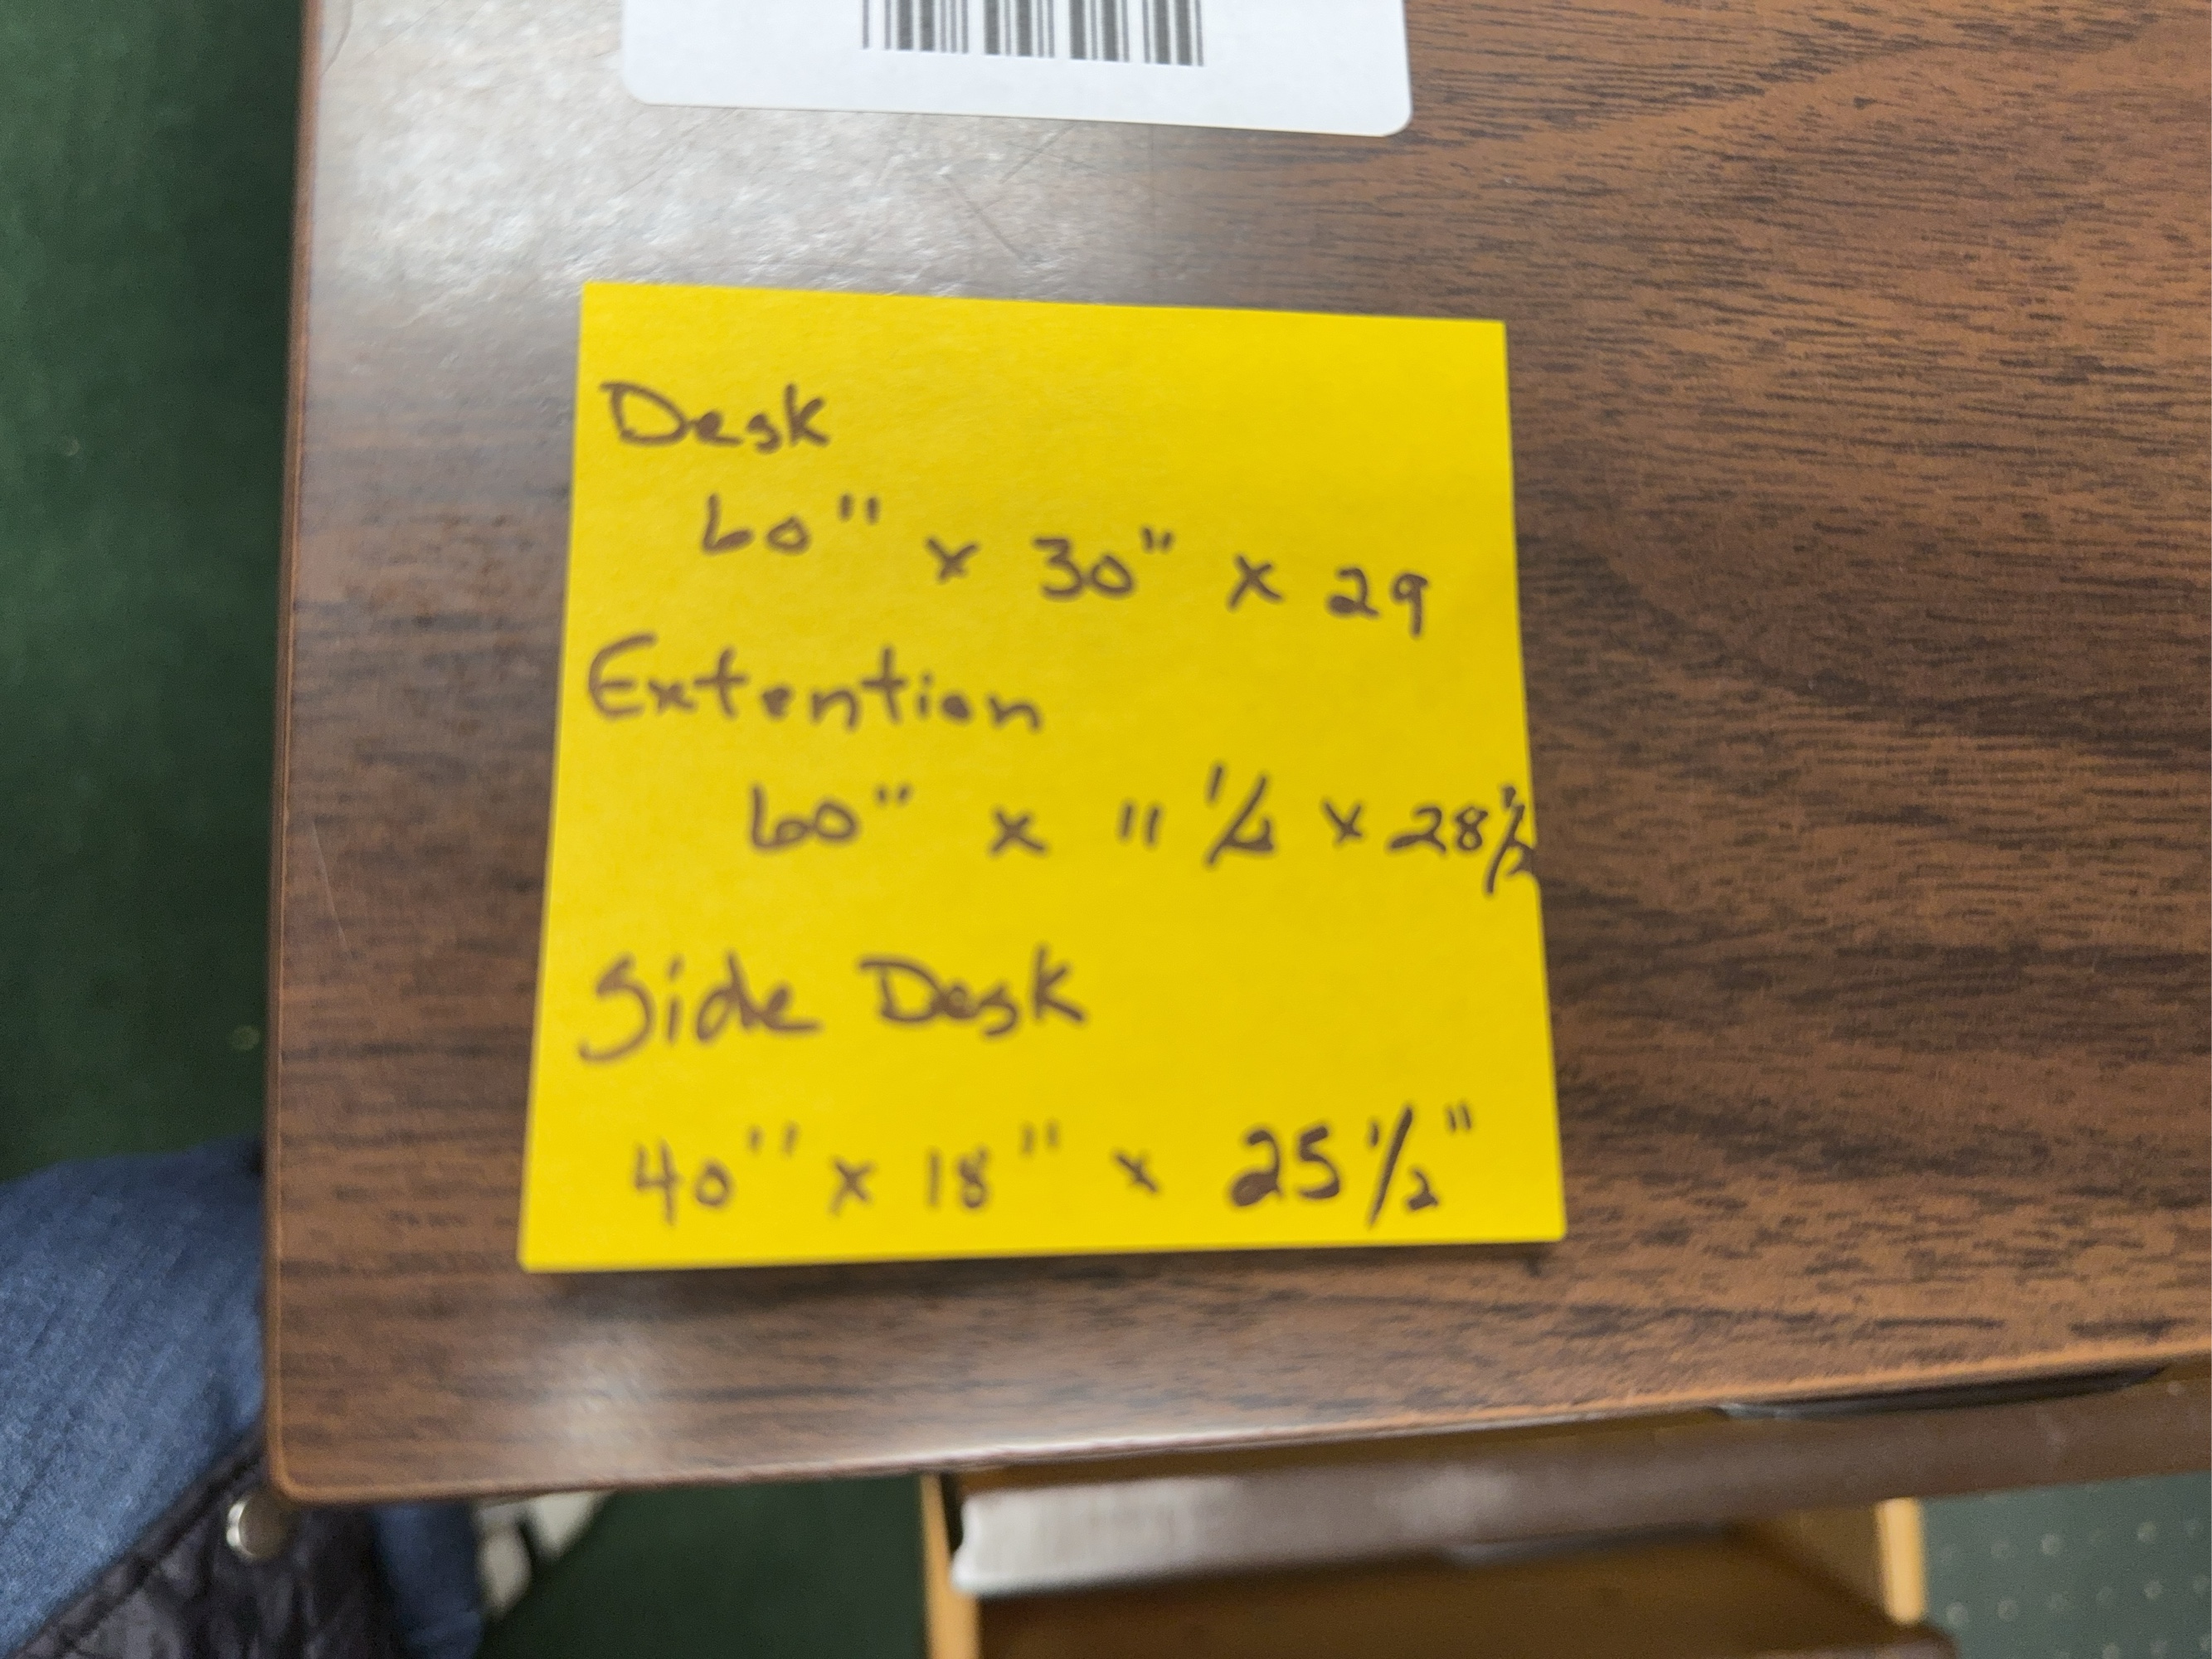 Desk
60" x 30" x 29
Extention
60" x 11 1/4 x 28 1/2
Side Desk
40" x 18" x 25 1/2"